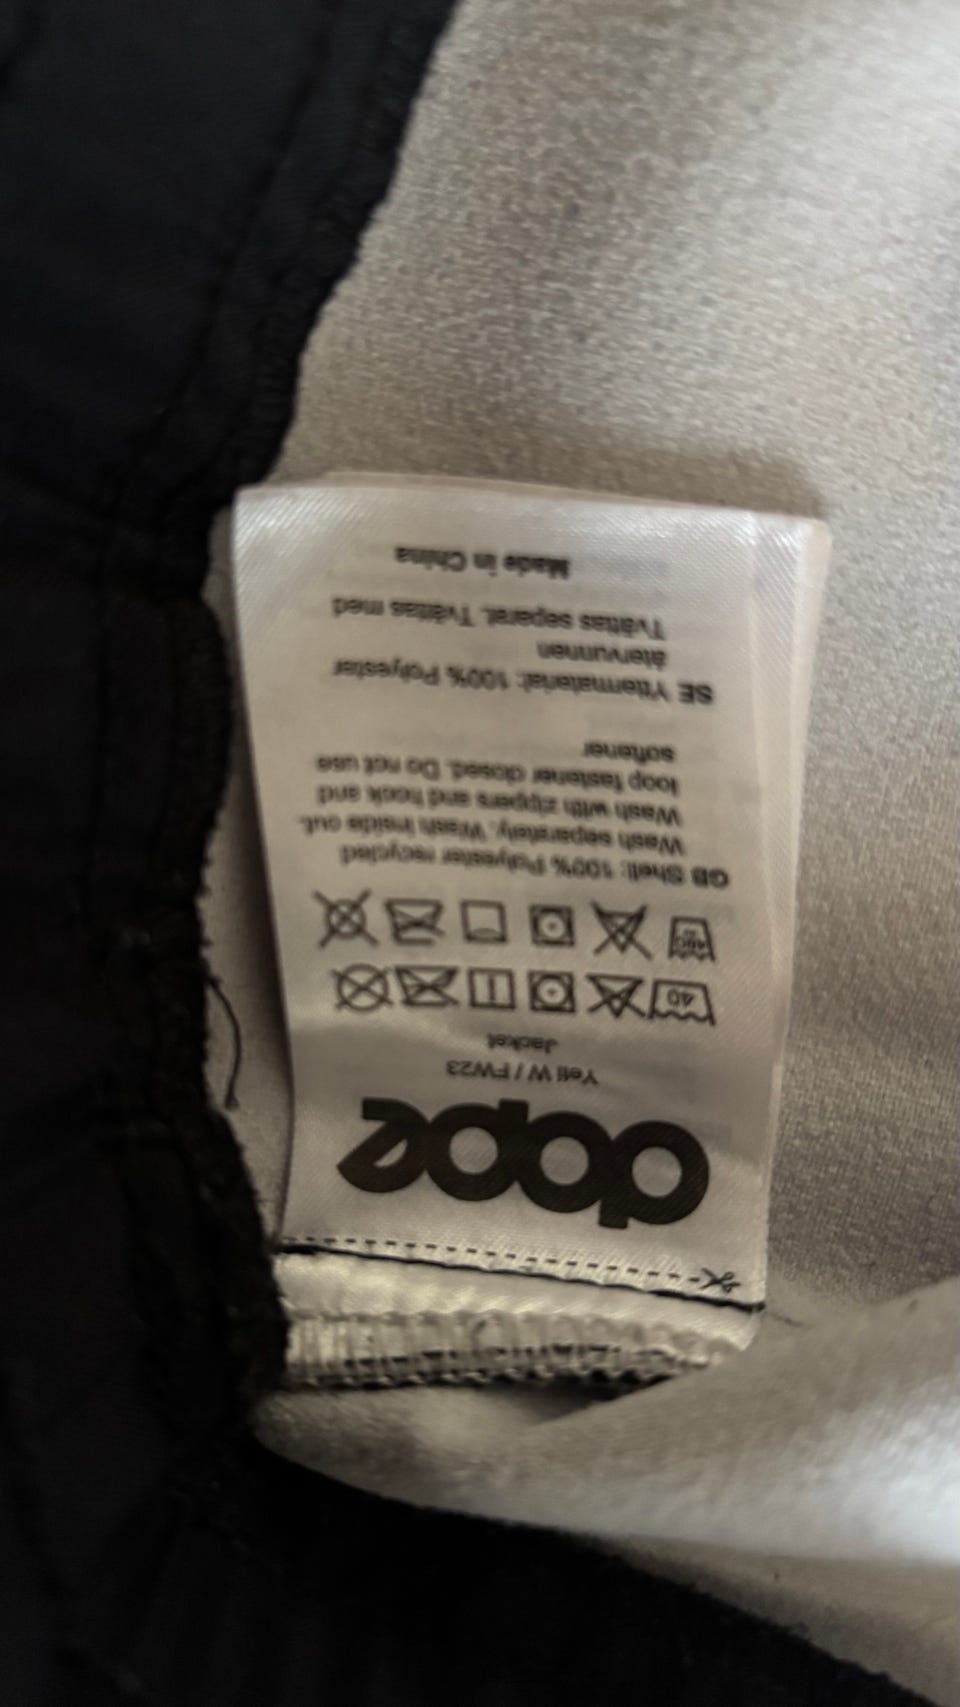 dope
Yeti W / FW23
Jacket
40
GB Shell: 100% Polyester recycled
Wash separately. Wash inside out.
Wash with zippers and hook and
loop fastener closed. Do not use
softener
SE Yttermaterial: 100% Polyester
återvunnen
Tvättas separat. Tvättas med
Made in China